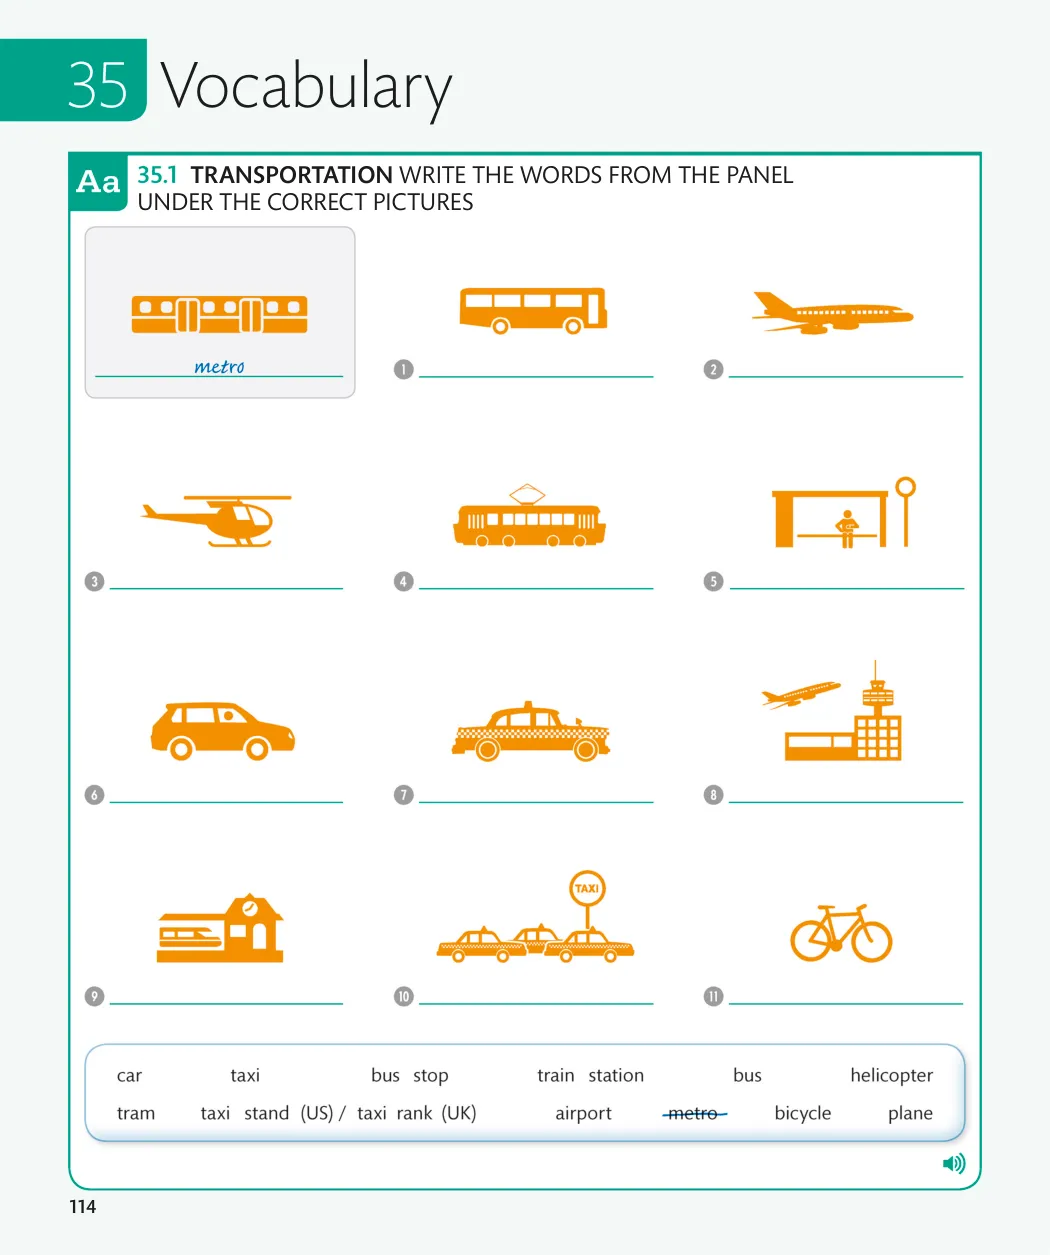 35 Vocabulary
Aa 35.1 TRANSPORTATION WRITE THE WORDS FROM THE PANEL
UNDER THE CORRECT PICTURES
metro
1
2
3
4
5
6
7
8
TAXI
9
10
11
car taxi bus stop train station bus helicopter
tram taxi stand (US) / taxi rank (UK) airport metro bicycle plane
114